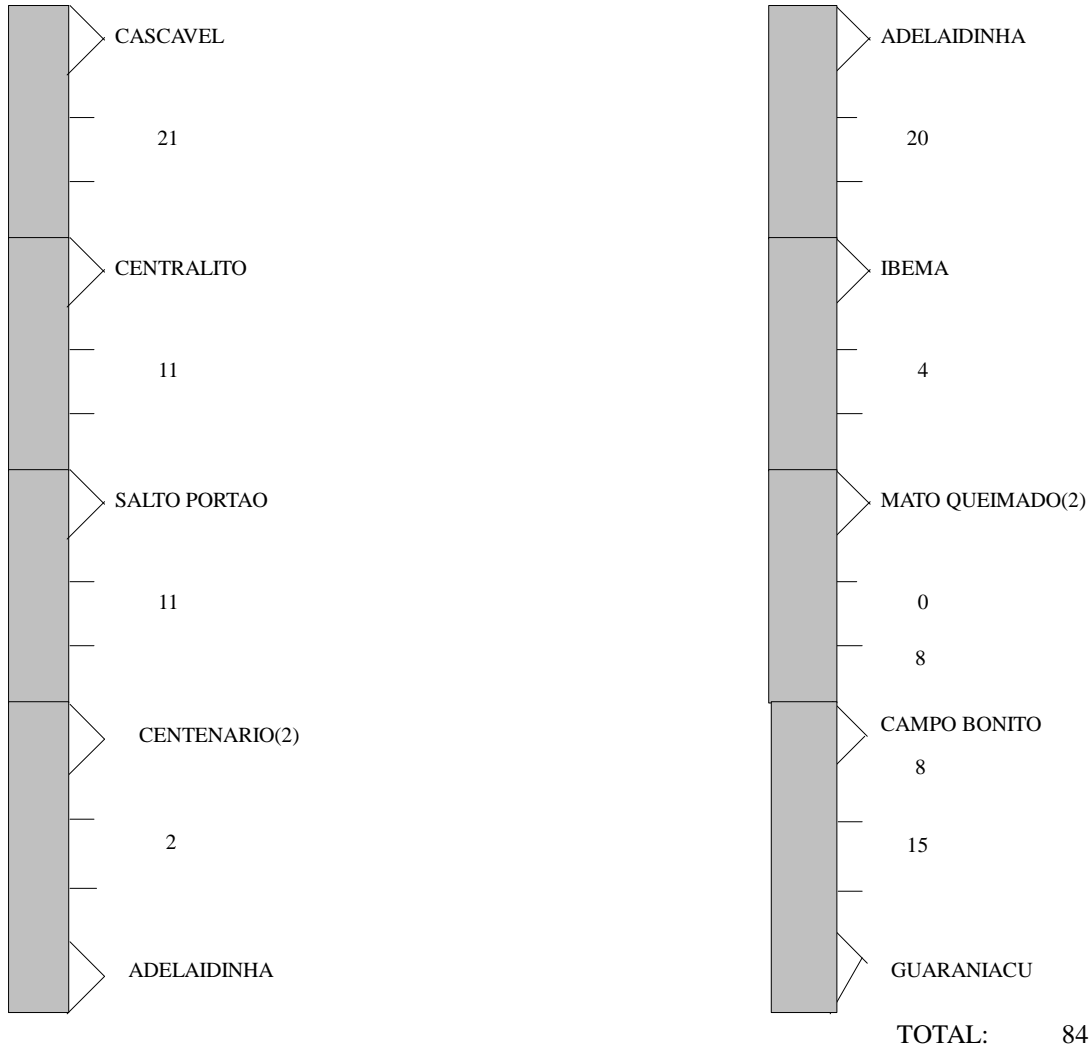 CASCAVEL
21
CENTRALITO
11
SALTO PORTAO
11
CENTENARIO(2)
2
ADELAIDINHA
ADELAIDINHA
20
IBEMA
4
MATO QUEIMADO(2)
0
8
CAMPO BONITO
8
15
GUARANIACU
TOTAL: 84